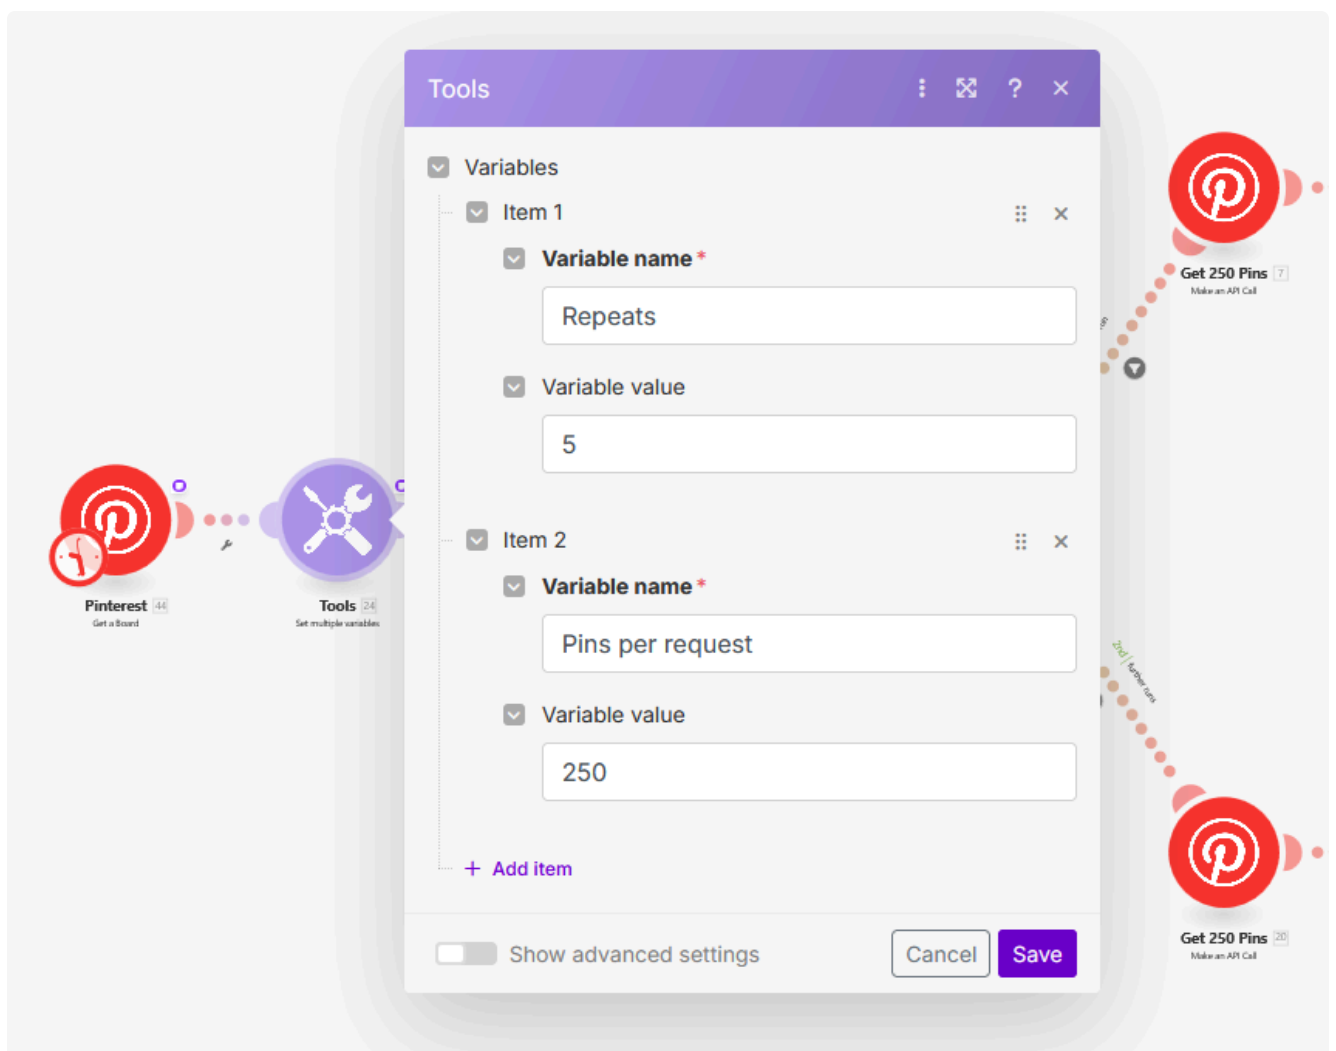 Tools
?
Variables
Item 1
Variable name *
Repeats
Variable value
5
Item 2
Variable name *
Pins per request
Variable value
250
+ Add item
Show advanced settings
Cancel
Save
Pinterest 44
Get a Board
Tools 24
Set multiple variables
Get 250 Pins 7
Make an API Call
2nd | further runs
Get 250 Pins 20
Make an API Call